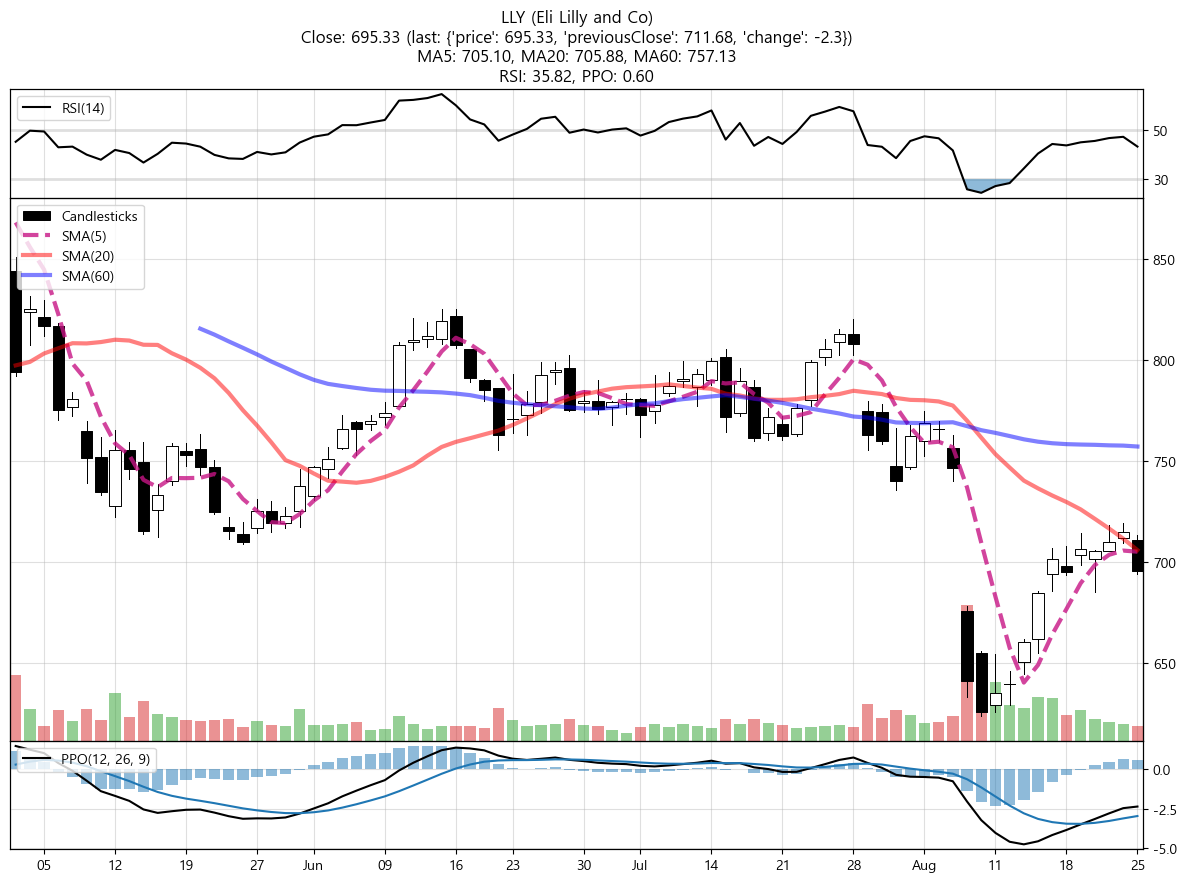 LLY (Eli Lilly and Co)
Close: 695.33 (last: {'price': 695.33, 'previousClose': 711.68, 'change': -2.3})
MA5: 705.10, MA20: 705.88, MA60: 757.13
RSI: 35.82, PPO: 0.60
RSI(14)
50
30
Candlesticks
SMA(5)
SMA(20)
SMA(60)
850
800
750
700
650
PPO(12, 26, 9)
0.0
-2.5
-5.0
05 12 19 27 Jun 09 16 23 30 Jul 14 21 28 Aug 11 18 25